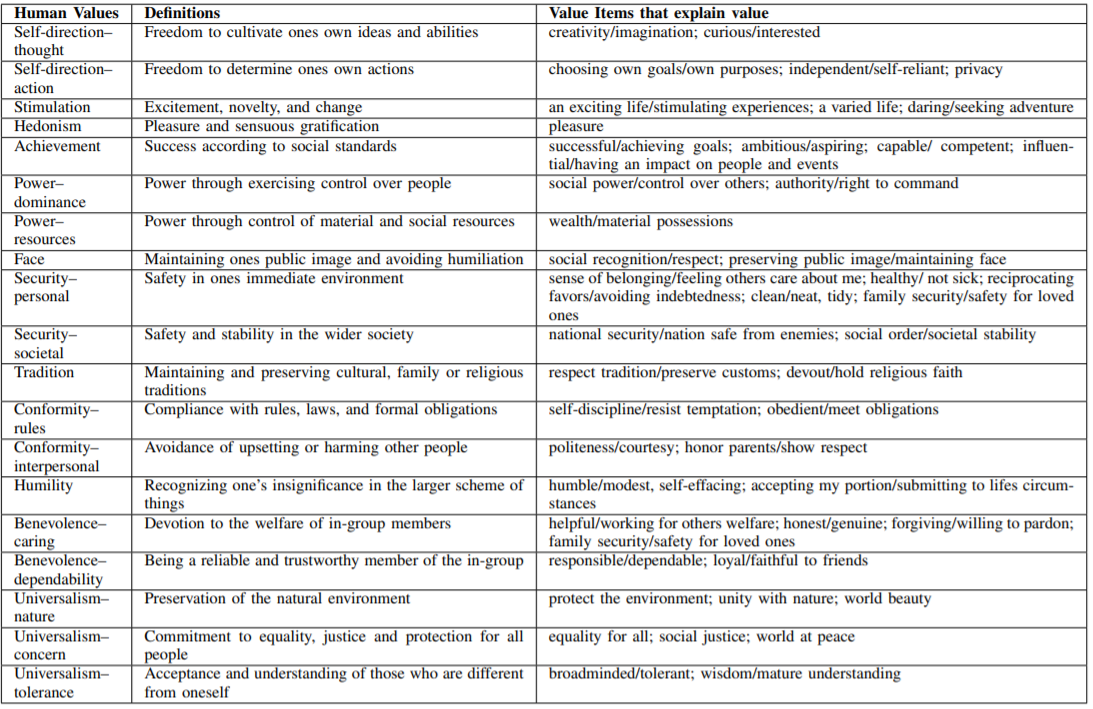 Human Values Definitions Value Items that explain value
Self-direction– Freedom to cultivate ones own ideas and abilities creativity/imagination; curious/interested
thought
Self-direction– Freedom to determine ones own actions choosing own goals/own purposes; independent/self-reliant; privacy
action
Stimulation Excitement, novelty, and change an exciting life/stimulating experiences; a varied life; daring/seeking adventure
Hedonism Pleasure and sensuous gratification pleasure
Achievement Success according to social standards successful/achieving goals; ambitious/aspiring; capable/ competent; influen-
tial/having an impact on people and events
Power– Power through exercising control over people social power/control over others; authority/right to command
dominance
Power– Power through control of material and social resources wealth/material possessions
resources
Face Maintaining ones public image and avoiding humiliation social recognition/respect; preserving public image/maintaining face
Security– Safety in ones immediate environment sense of belonging/feeling others care about me; healthy/ not sick; reciprocating
personal favors/avoiding indebtedness; clean/neat, tidy; family security/safety for loved
ones
Security– Safety and stability in the wider society national security/nation safe from enemies; social order/societal stability
societal
Tradition Maintaining and preserving cultural, family or religious respect tradition/preserve customs; devout/hold religious faith
traditions
Conformity– Compliance with rules, laws, and formal obligations self-discipline/resist temptation; obedient/meet obligations
rules
Conformity– Avoidance of upsetting or harming other people politeness/courtesy; honor parents/show respect
interpersonal
Humility Recognizing one's insignificance in the larger scheme of humble/modest, self-effacing; accepting my portion/submitting to lifes circum-
things stances
Benevolence– Devotion to the welfare of in-group members helpful/working for others welfare; honest/genuine; forgiving/willing to pardon;
caring family security/safety for loved ones
Benevolence– Being a reliable and trustworthy member of the in-group responsible/dependable; loyal/faithful to friends
dependability
Universalism– Preservation of the natural environment protect the environment; unity with nature; world beauty
nature
Universalism– Commitment to equality, justice and protection for all equality for all; social justice; world at peace
concern people
Universalism– Acceptance and understanding of those who are different broadminded/tolerant; wisdom/mature understanding
tolerance from oneself